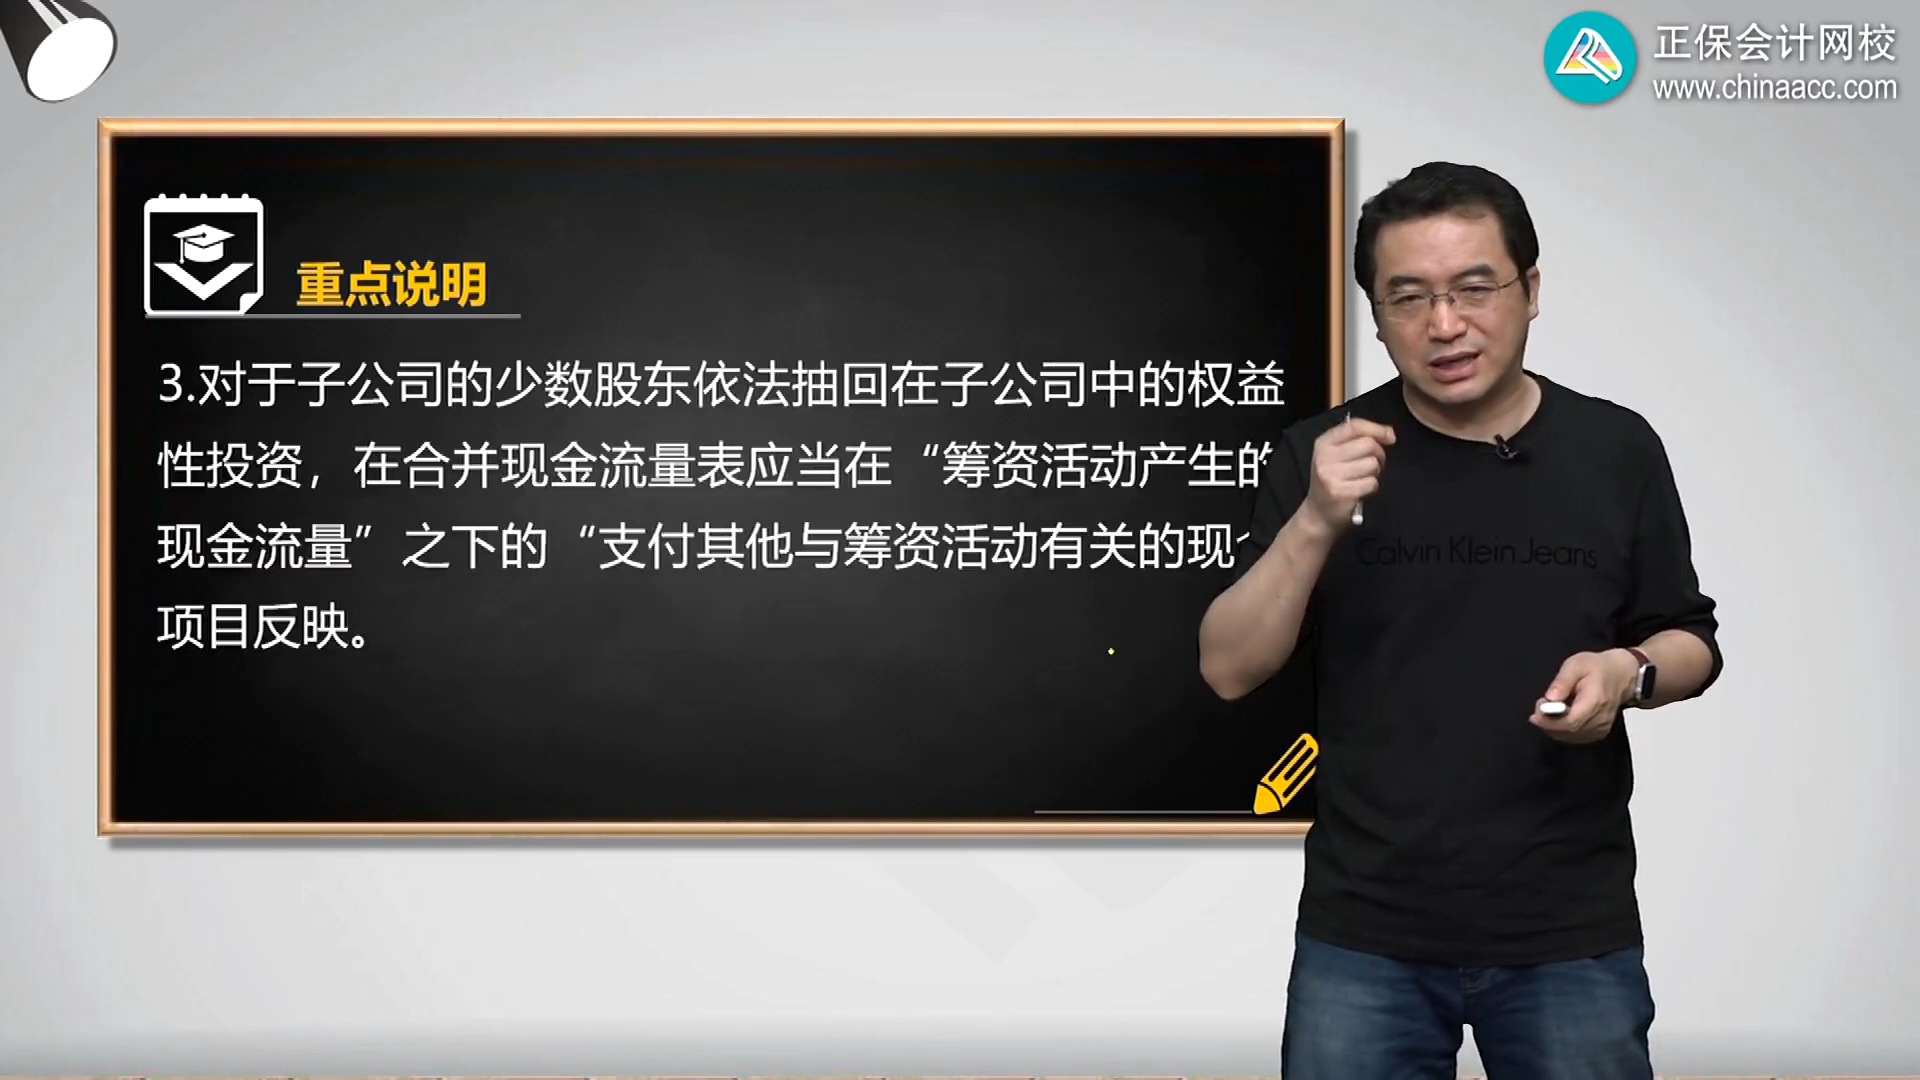 正保会计网校
www.chinaacc.com
重点说明
3.对于子公司的少数股东依法抽回在子公司中的权益
性投资，在合并现金流量表应当在“筹资活动产生的
现金流量”之下的“支付其他与筹资活动有关的现
项目反映。
Calvin Klein Jeans